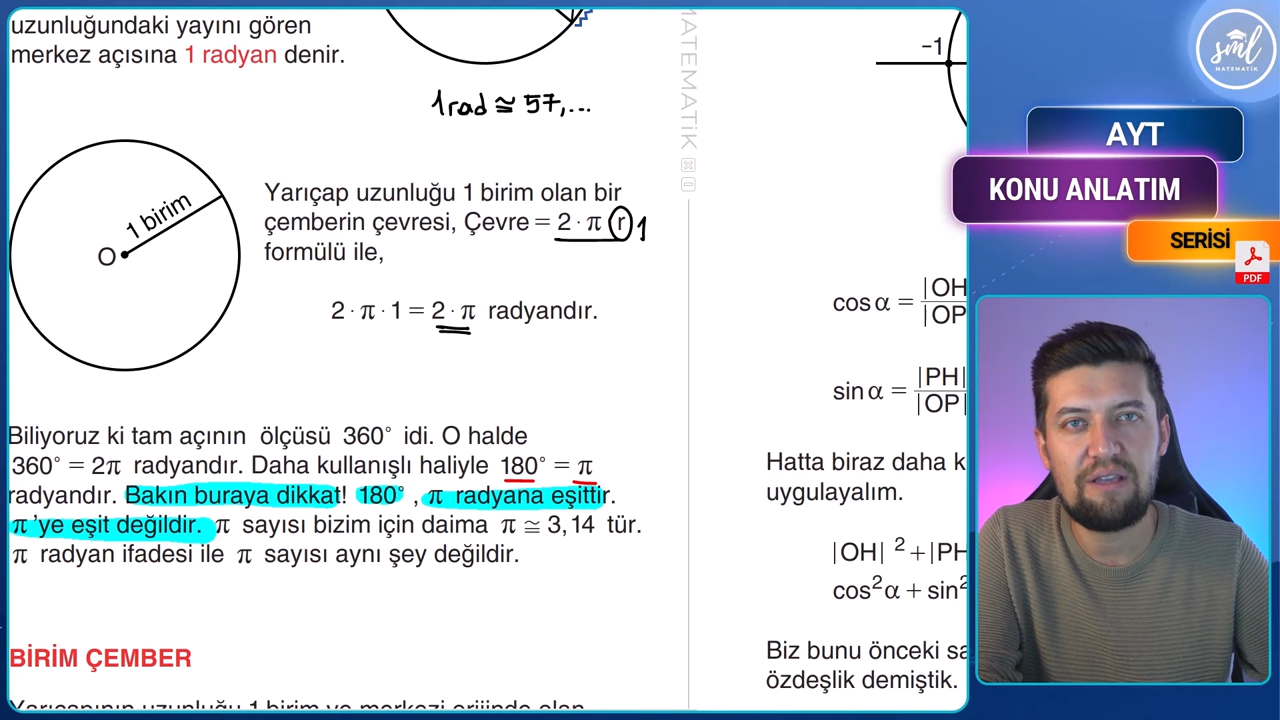 uzunluğundaki yayını gören
merkez açısına 1 radyan denir.
1 rad ≅ 57,...
1 birim
O
Yarıçap uzunluğu 1 birim olan bir
çemberin çevresi, Çevre = 2 · π r 1
formülü ile,
2 · π · 1 = 2 · π radyandır.
Biliyoruz ki tam açının ölçüsü 360° idi. O halde
360° = 2π radyandır. Daha kullanışlı haliyle 180° = π
radyandır. Bakın buraya dikkat! 180° , π radyana eşittir.
π 'ye eşit değildir. π sayısı bizim için daima π ≅ 3,14 tür.
π radyan ifadesi ile π sayısı aynı şey değildir.
BİRİM ÇEMBER
MATEMATİK
−1
cos α = |OH| / |OP
sin α = |PH| / |OP|
Hatta biraz daha k
uygulayalım.
|OH| ² + |PH
cos²α + sin²
Biz bunu önceki sa
özdeşlik demiştik.
sml
MATEMATİK
AYT
KONU ANLATIM
SERİSİ
PDF